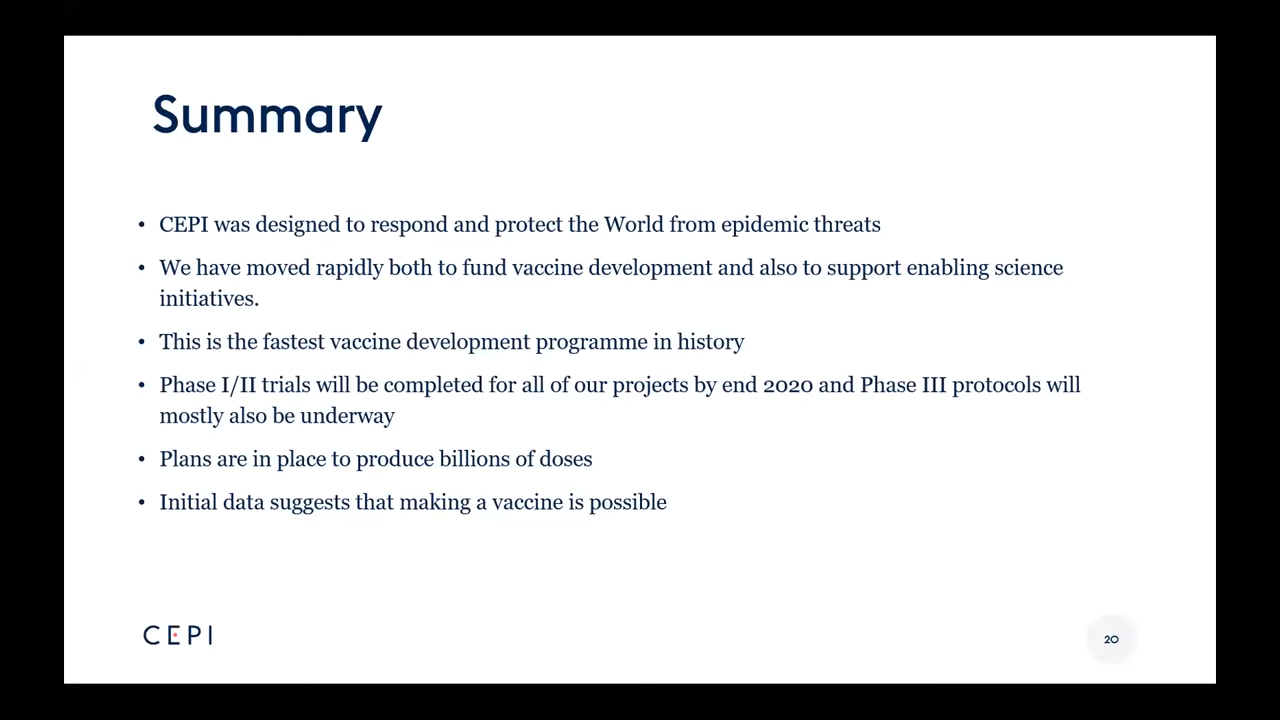 Summary
• CEPI was designed to respond and protect the World from epidemic threats
• We have moved rapidly both to fund vaccine development and also to support enabling science
initiatives.
• This is the fastest vaccine development programme in history
• Phase I/II trials will be completed for all of our projects by end 2020 and Phase III protocols will
mostly also be underway
• Plans are in place to produce billions of doses
• Initial data suggests that making a vaccine is possible
CEPI
20